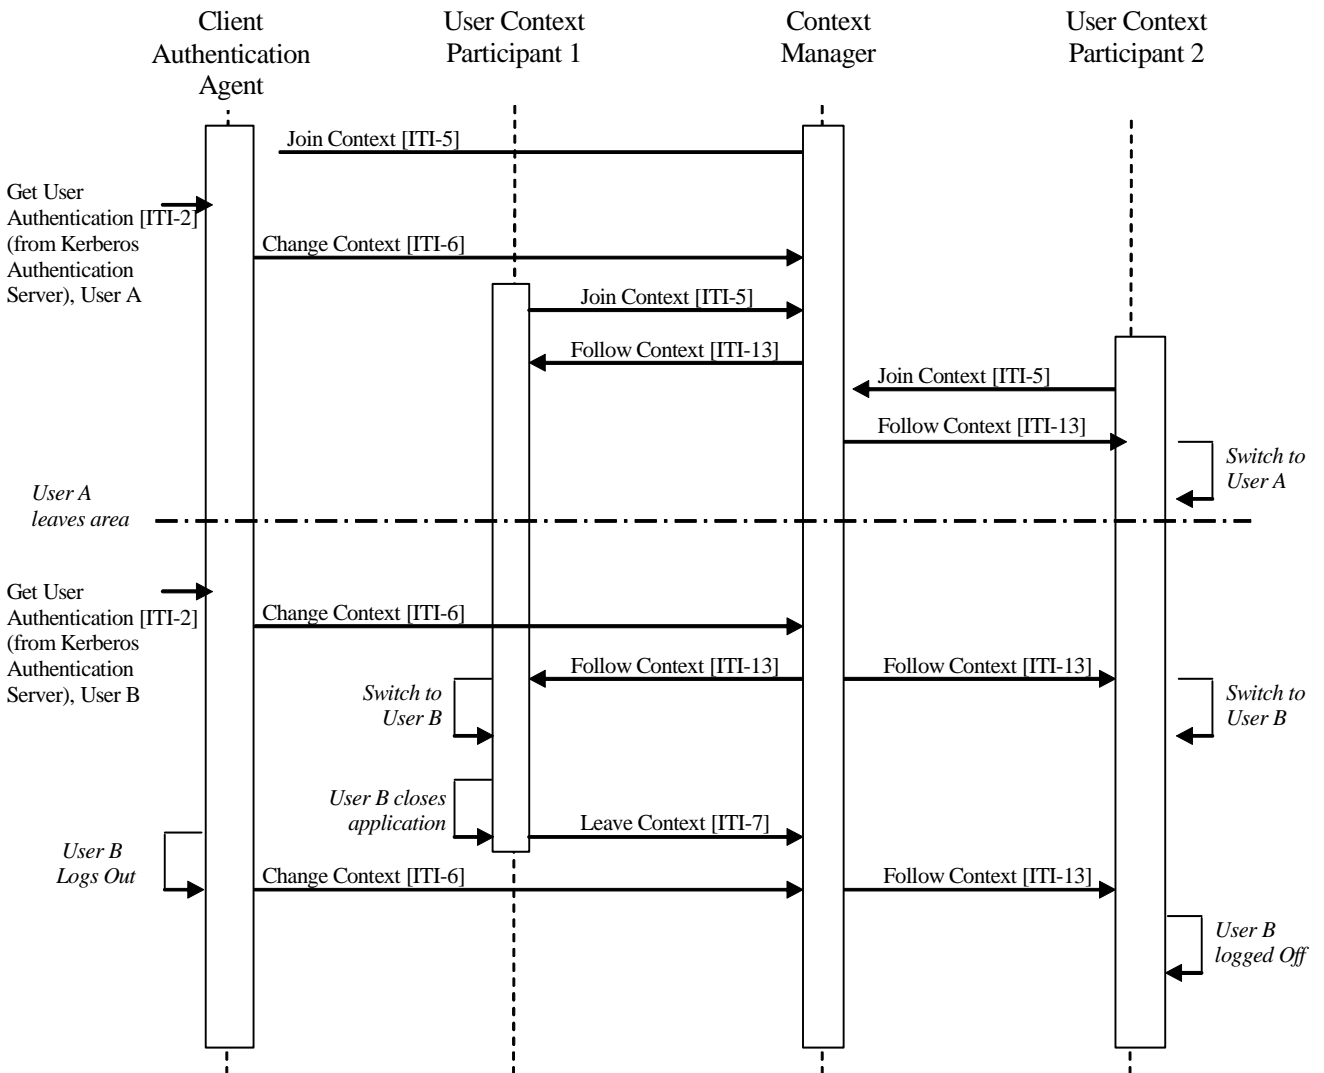 Client
Authentication
Agent
User Context
Participant 1
Context
Manager
User Context
Participant 2
Join Context [ITI-5]
Get User
Authentication [ITI-2]
(from Kerberos
Authentication
Server), User A
Change Context [ITI-6]
Join Context [ITI-5]
Follow Context [ITI-13]
Join Context [ITI-5]
Follow Context [ITI-13]
Switch to
User A
User A
leaves area
Get User
Authentication [ITI-2]
(from Kerberos
Authentication
Server), User B
Change Context [ITI-6]
Follow Context [ITI-13]
Follow Context [ITI-13]
Switch to
User B
Switch to
User B
User B closes
application
Leave Context [ITI-7]
User B
Logs Out
Change Context [ITI-6]
Follow Context [ITI-13]
User B
logged Off